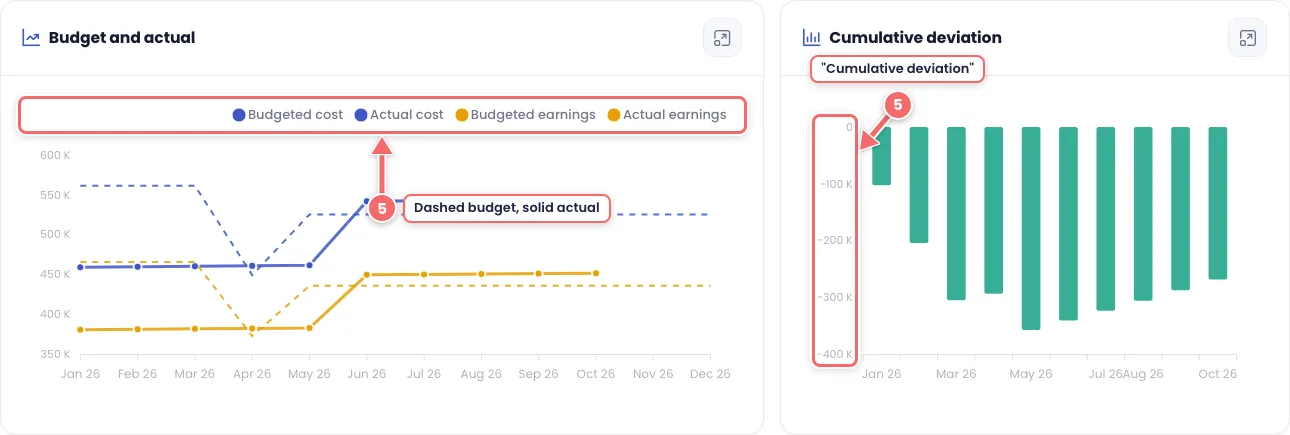 Budget and actual
Budgeted cost Actual cost Budgeted earnings Actual earnings
600 K
550 K
500 K
450 K
400 K
350 K
5 Dashed budget, solid actual
Jan 26 Feb 26 Mar 26 Apr 26 May 26 Jun 26 Jul 26 Aug 26 Sep 26 Oct 26 Nov 26 Dec 26
Cumulative deviation
"Cumulative deviation"
5
0
-100 K
-200 K
-300 K
-400 K
Jan 26 Mar 26 May 26 Jul 26 Aug 26 Oct 26